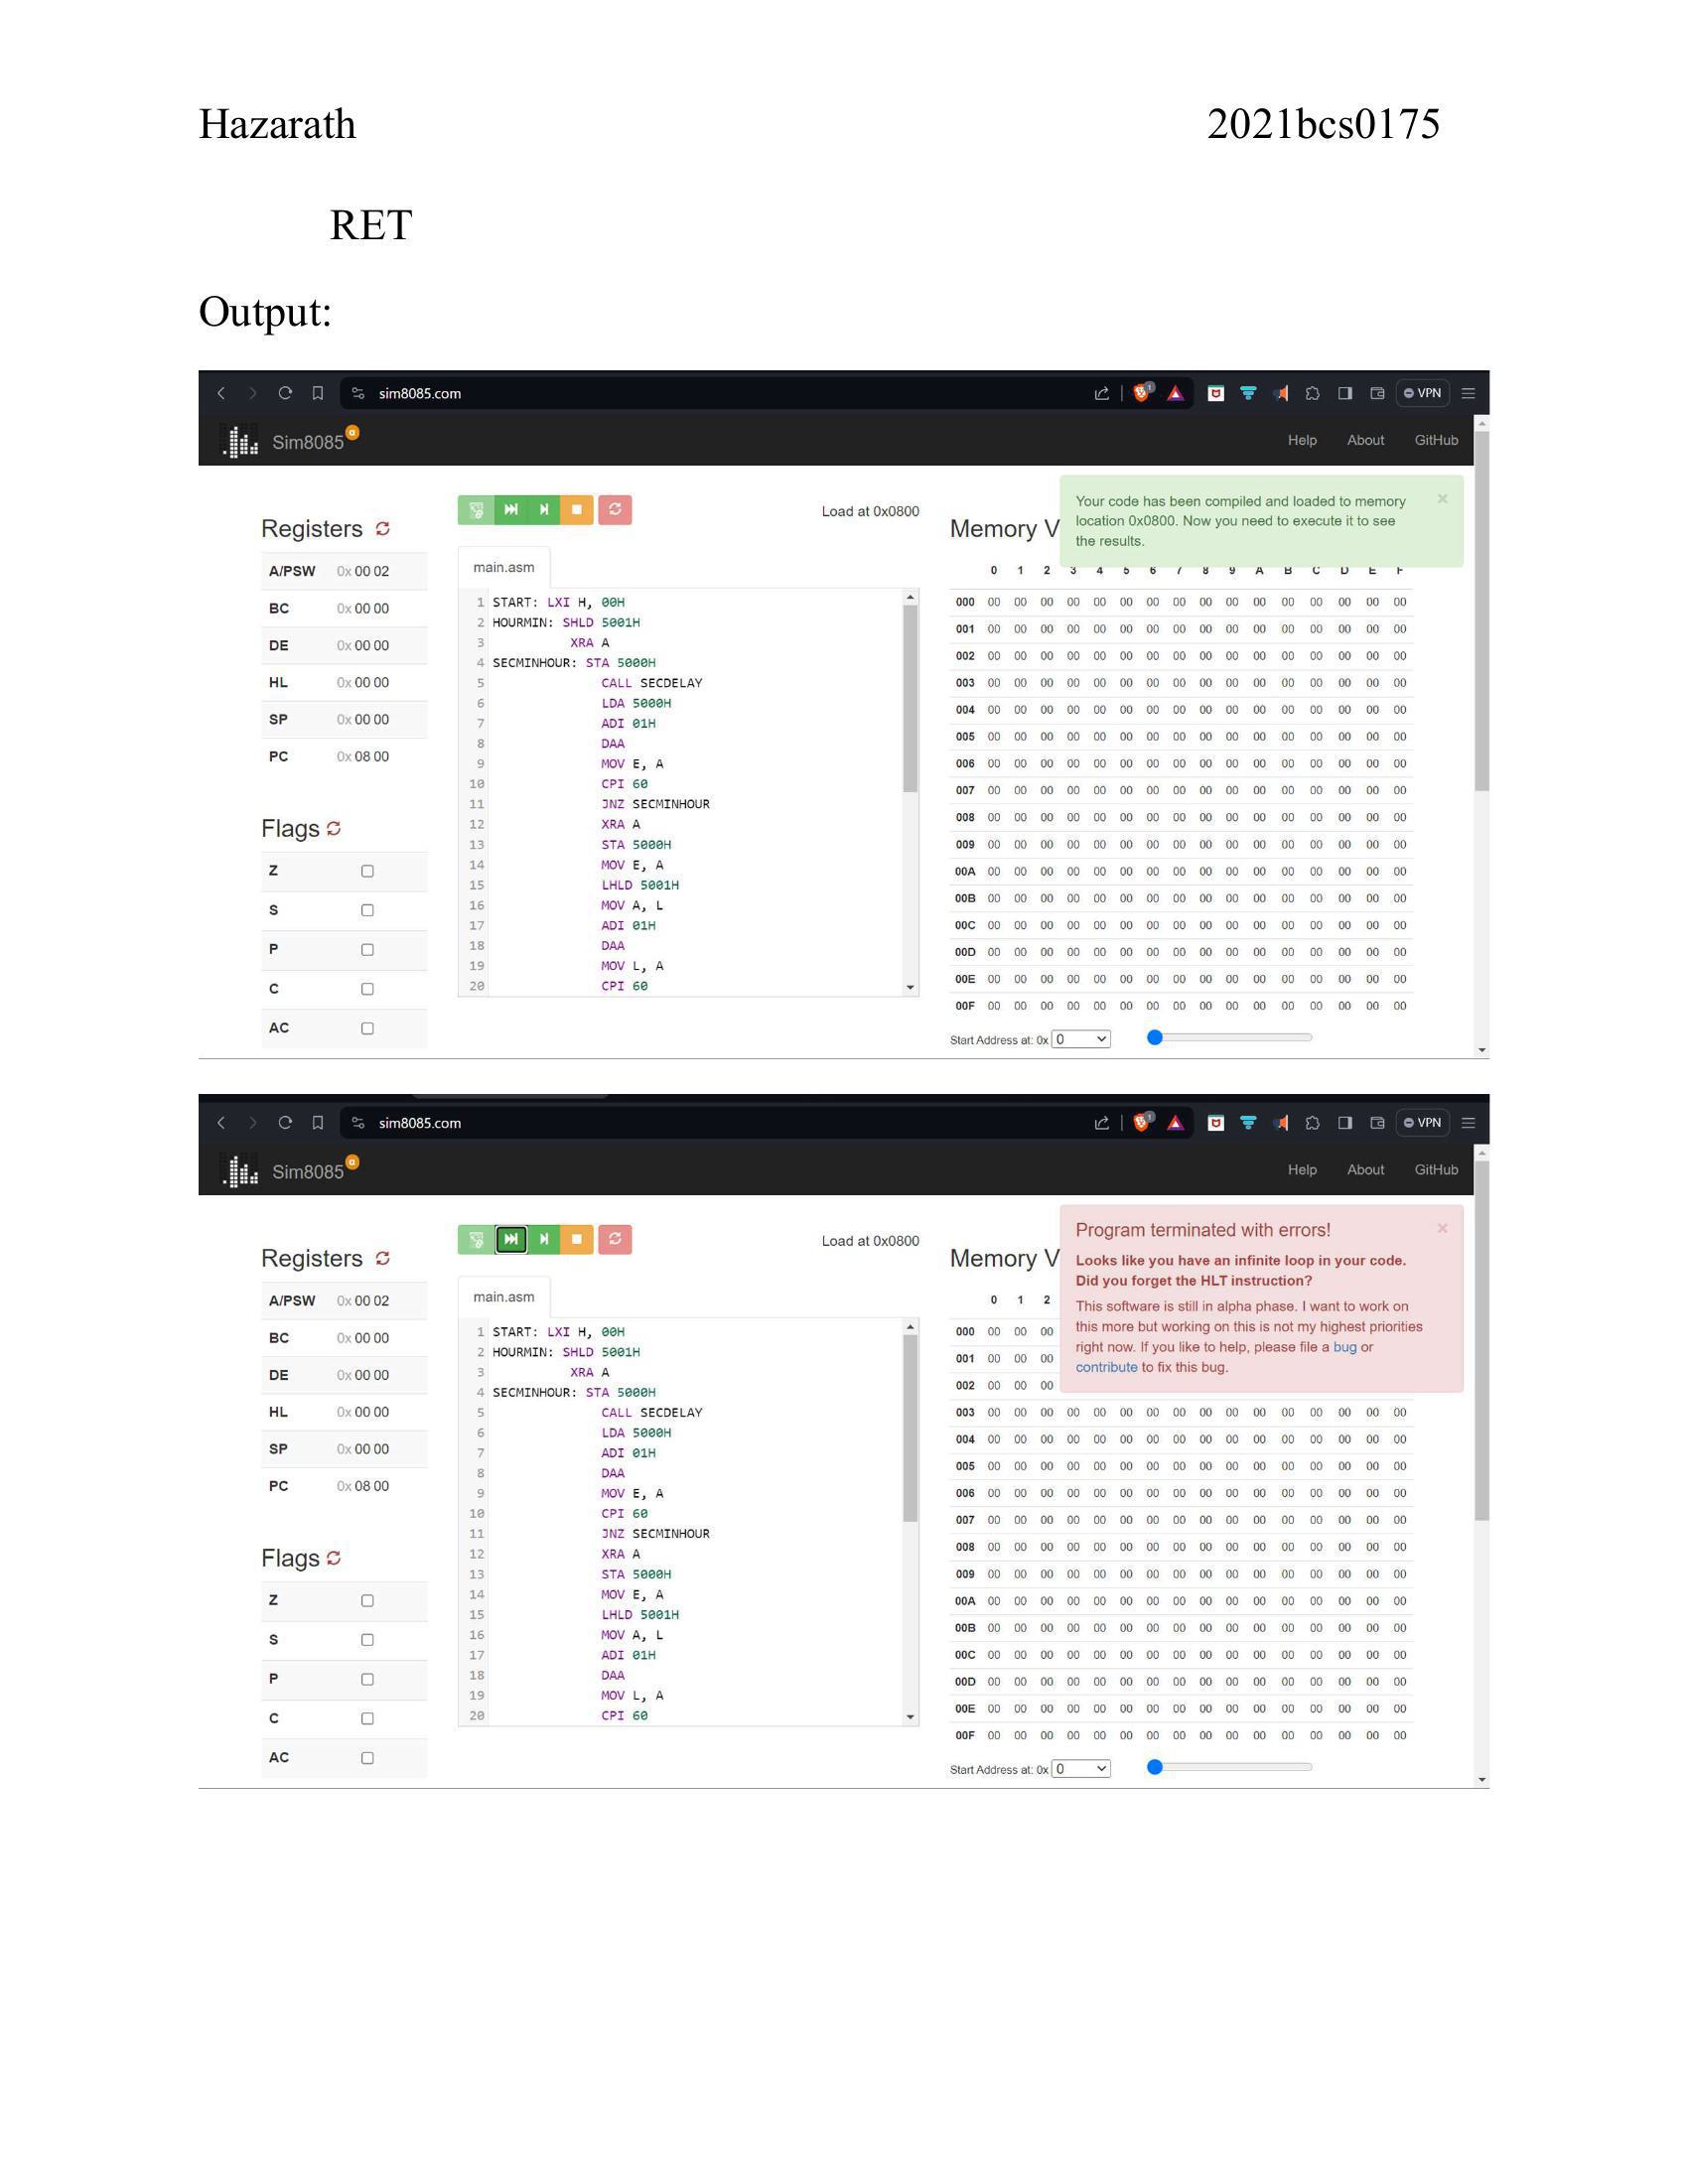 Hazarath 2021bcs0175
RET
Output:
sim8085.com VPN
Sim8085 α Help About GitHub
Load at 0x0800
Your code has been compiled and loaded to memory
location 0x0800. Now you need to execute it to see
the results.
×
Registers
A/PSW 0x 00 02
BC 0x 00 00
DE 0x 00 00
HL 0x 00 00
SP 0x 00 00
PC 0x 08 00
Flags
Z
S
P
C
AC
main.asm
1 START: LXI H, 00H
2 HOURMIN: SHLD 5001H
3 XRA A
4 SECMINHOUR: STA 5000H
5 CALL SECDELAY
6 LDA 5000H
7 ADI 01H
8 DAA
9 MOV E, A
10 CPI 60
11 JNZ SECMINHOUR
12 XRA A
13 STA 5000H
14 MOV E, A
15 LHLD 5001H
16 MOV A, L
17 ADI 01H
18 DAA
19 MOV L, A
20 CPI 60
Memory V
0 1 2 3 4 5 6 7 8 9 A B C D E F
000 00 00 00 00 00 00 00 00 00 00 00 00 00 00 00 00
001 00 00 00 00 00 00 00 00 00 00 00 00 00 00 00 00
002 00 00 00 00 00 00 00 00 00 00 00 00 00 00 00 00
003 00 00 00 00 00 00 00 00 00 00 00 00 00 00 00 00
004 00 00 00 00 00 00 00 00 00 00 00 00 00 00 00 00
005 00 00 00 00 00 00 00 00 00 00 00 00 00 00 00 00
006 00 00 00 00 00 00 00 00 00 00 00 00 00 00 00 00
007 00 00 00 00 00 00 00 00 00 00 00 00 00 00 00 00
008 00 00 00 00 00 00 00 00 00 00 00 00 00 00 00 00
009 00 00 00 00 00 00 00 00 00 00 00 00 00 00 00 00
00A 00 00 00 00 00 00 00 00 00 00 00 00 00 00 00 00
00B 00 00 00 00 00 00 00 00 00 00 00 00 00 00 00 00
00C 00 00 00 00 00 00 00 00 00 00 00 00 00 00 00 00
00D 00 00 00 00 00 00 00 00 00 00 00 00 00 00 00 00
00E 00 00 00 00 00 00 00 00 00 00 00 00 00 00 00 00
00F 00 00 00 00 00 00 00 00 00 00 00 00 00 00 00 00
Start Address at: 0x 0
sim8085.com VPN
Sim8085 α Help About GitHub
Load at 0x0800
Program terminated with errors! ×
Looks like you have an infinite loop in your code.
Did you forget the HLT instruction?
This software is still in alpha phase. I want to work on
this more but working on this is not my highest priorities
right now. If you like to help, please file a bug or
contribute to fix this bug.
Registers
A/PSW 0x 00 02
BC 0x 00 00
DE 0x 00 00
HL 0x 00 00
SP 0x 00 00
PC 0x 08 00
Flags
Z
S
P
C
AC
main.asm
1 START: LXI H, 00H
2 HOURMIN: SHLD 5001H
3 XRA A
4 SECMINHOUR: STA 5000H
5 CALL SECDELAY
6 LDA 5000H
7 ADI 01H
8 DAA
9 MOV E, A
10 CPI 60
11 JNZ SECMINHOUR
12 XRA A
13 STA 5000H
14 MOV E, A
15 LHLD 5001H
16 MOV A, L
17 ADI 01H
18 DAA
19 MOV L, A
20 CPI 60
Memory V
0 1 2
000 00 00 00
001 00 00 00
002 00 00 00
003 00 00 00 00 00 00 00 00 00 00 00 00 00 00 00 00
004 00 00 00 00 00 00 00 00 00 00 00 00 00 00 00 00
005 00 00 00 00 00 00 00 00 00 00 00 00 00 00 00 00
006 00 00 00 00 00 00 00 00 00 00 00 00 00 00 00 00
007 00 00 00 00 00 00 00 00 00 00 00 00 00 00 00 00
008 00 00 00 00 00 00 00 00 00 00 00 00 00 00 00 00
009 00 00 00 00 00 00 00 00 00 00 00 00 00 00 00 00
00A 00 00 00 00 00 00 00 00 00 00 00 00 00 00 00 00
00B 00 00 00 00 00 00 00 00 00 00 00 00 00 00 00 00
00C 00 00 00 00 00 00 00 00 00 00 00 00 00 00 00 00
00D 00 00 00 00 00 00 00 00 00 00 00 00 00 00 00 00
00E 00 00 00 00 00 00 00 00 00 00 00 00 00 00 00 00
00F 00 00 00 00 00 00 00 00 00 00 00 00 00 00 00 00
Start Address at: 0x 0